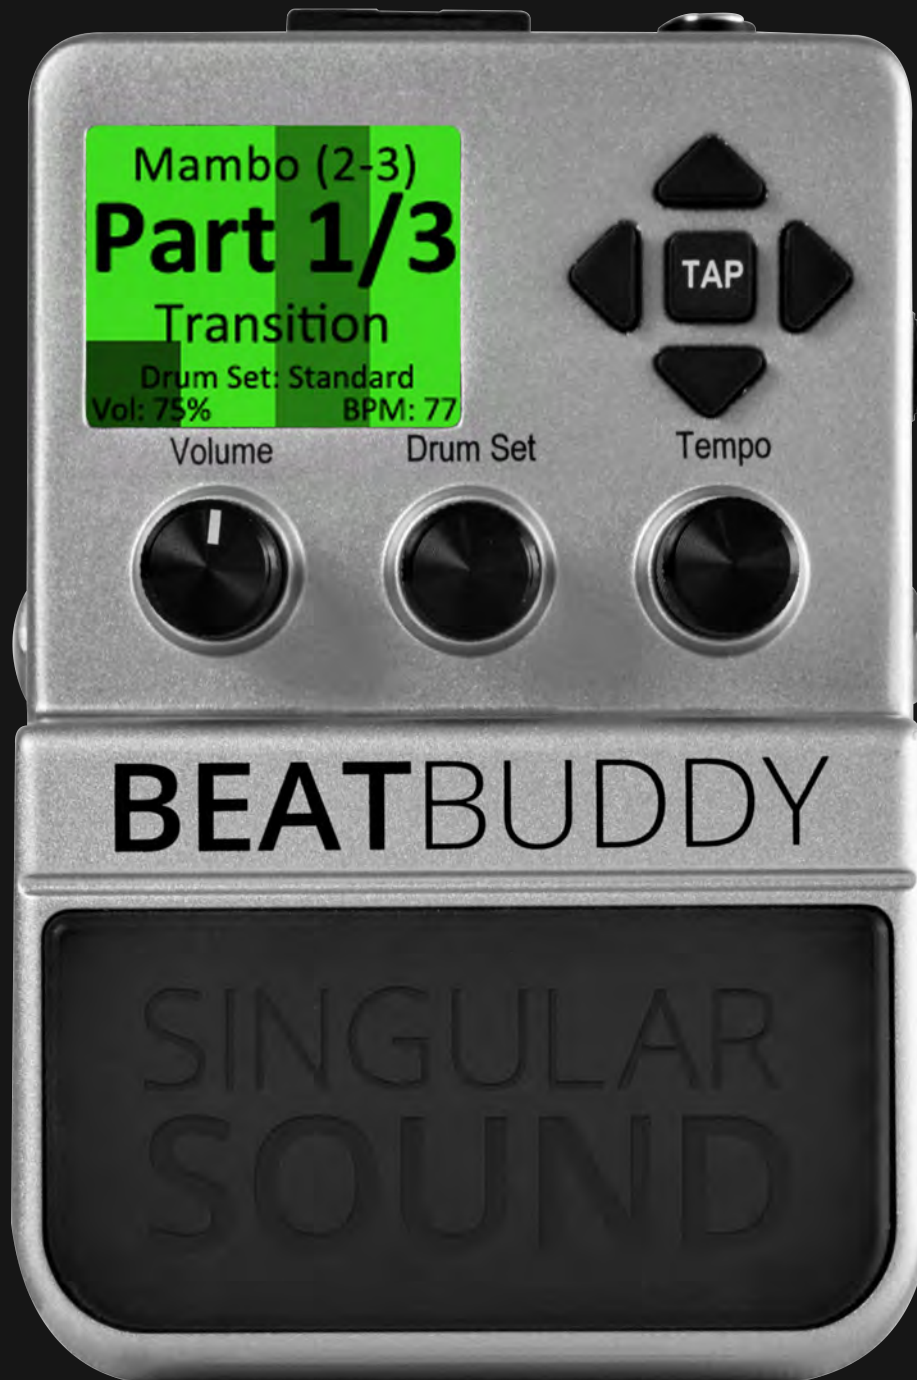 Mambo (2-3)
Part 1/3
Transition
Drum Set: Standard
Vol: 75% BPM: 77
TAP
Volume Drum Set Tempo
BEATBUDDY
SINGULAR
SOUND